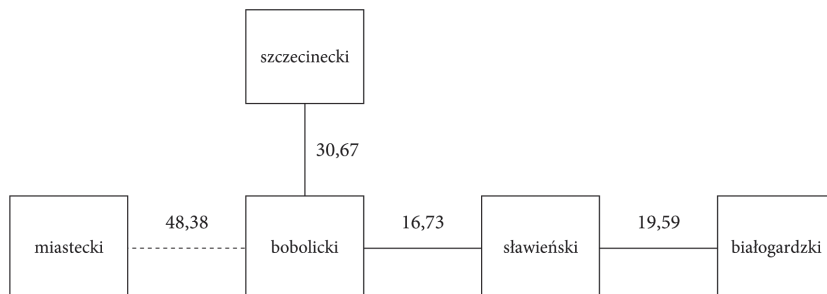 szczecinecki
30,67
48,38
16,73
19,59
miastecki
bobolicki
sławieński
białogardzki